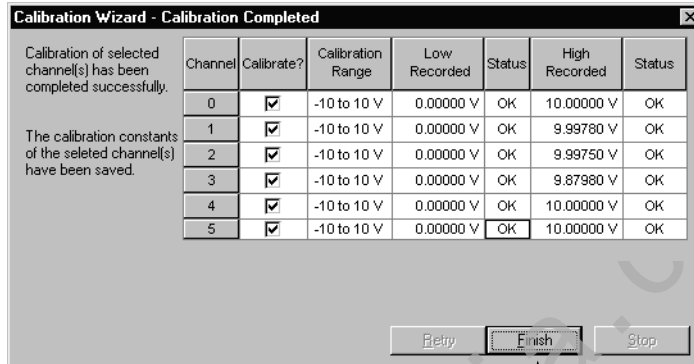 Calibration Wizard - Calibration Completed
Calibration of selected
channel(s) has been
completed successfully.
The calibration constants
of the seleted channel(s)
have been saved.
Channel Calibrate? Calibration Range Low Recorded Status High Recorded Status
0 -10 to 10 V 0.00000 V OK 10.00000 V OK
1 -10 to 10 V 0.00000 V OK 9.99780 V OK
2 -10 to 10 V 0.00000 V OK 9.99750 V OK
3 -10 to 10 V 0.00000 V OK 9.87980 V OK
4 -10 to 10 V 0.00000 V OK 10.00000 V OK
5 -10 to 10 V 0.00000 V OK 10.00000 V OK
Retry Finish Stop